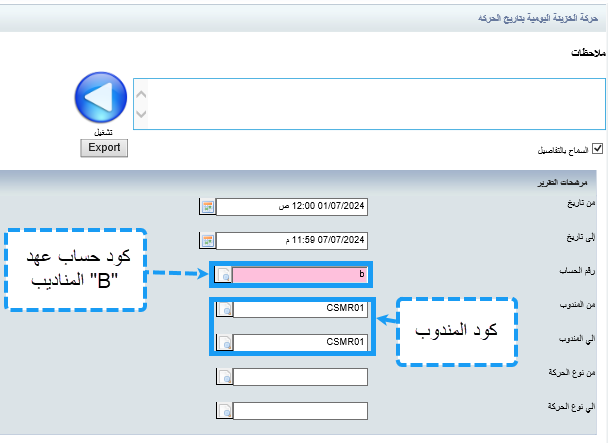 حركة الخزينة اليومية بتاريخ الحركه
ملاحظات
تشغيل
Export
السماح بالتفاصيل
مرشحات التقرير
من تاريخ
01/07/2024 12:00 ص
إلى تاريخ
07/07/2024 11:59 م
رقم الحساب
b
كود حساب عهد
المناديب "B"
من المندوب
CSMR01
الي المندوب
CSMR01
كود المندوب
من نوع الحركة
الي نوع الحركة